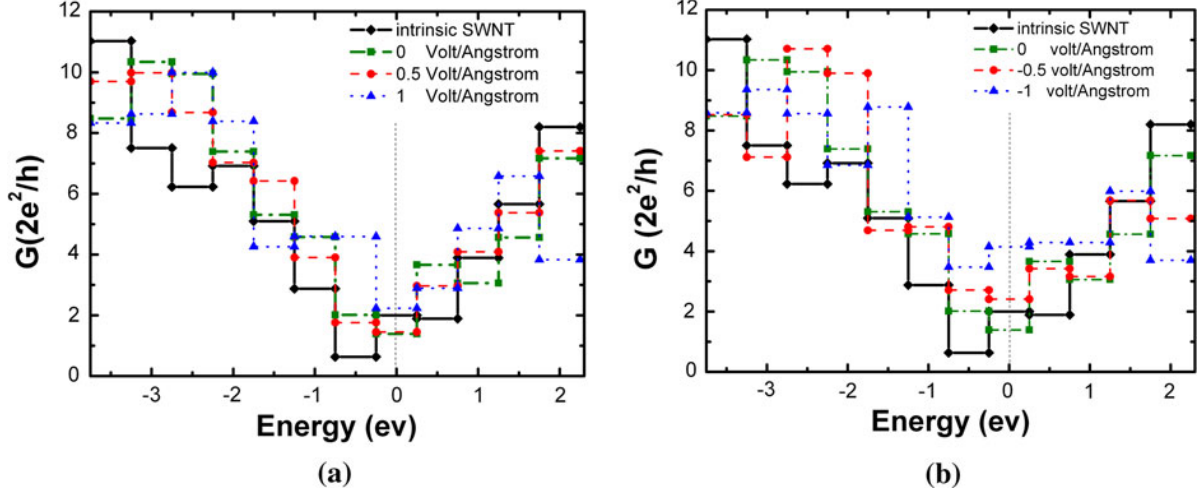 12
10
8
6
4
2
0
G(2e²/h)
intrinsic SWNT
0 Volt/Angstrom
0.5 Volt/Angstrom
1 Volt/Angstrom
-3 -2 -1 0 1 2
Energy (ev)
(a)
12
10
8
6
4
2
0
G (2e²/h)
intrinsic SWNT
0 volt/Angstrom
-0.5 volt/Angstrom
-1 volt/Angstrom
-3 -2 -1 0 1 2
Energy (ev)
(b)